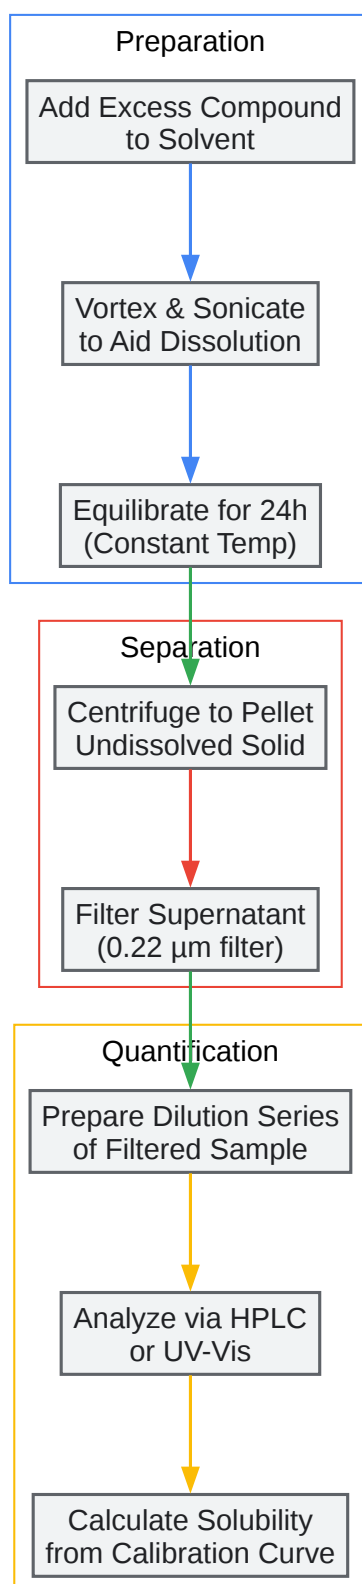 Preparation
Add Excess Compound
to Solvent
Vortex & Sonicate
to Aid Dissolution
Equilibrate for 24h
(Constant Temp)
Separation
Centrifuge to Pellet
Undissolved Solid
Filter Supernatant
(0.22 µm filter)
Quantification
Prepare Dilution Series
of Filtered Sample
Analyze via HPLC
or UV-Vis
Calculate Solubility
from Calibration Curve